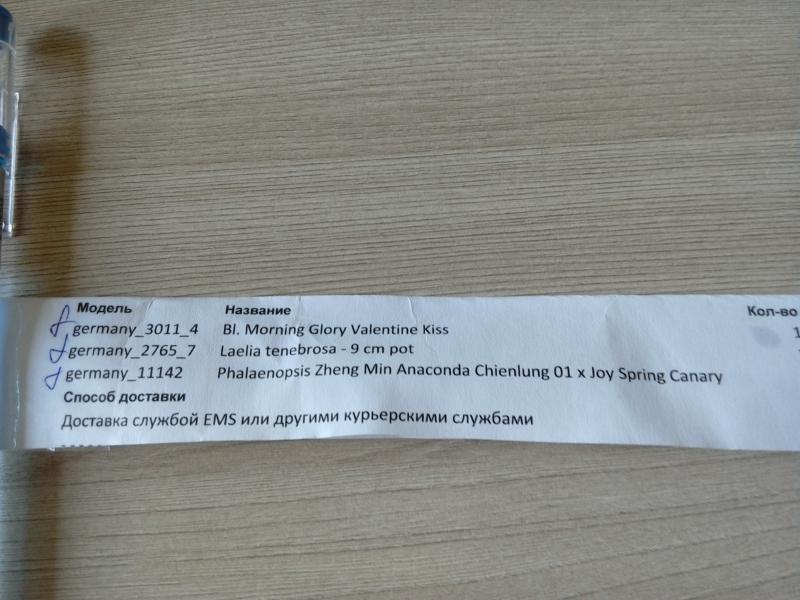 Модель Название Кол-во
germany_3011_4 Bl. Morning Glory Valentine Kiss 1
germany_2765_7 Laelia tenebrosa - 9 cm pot
germany_11142 Phalaenopsis Zheng Min Anaconda Chienlung 01 x Joy Spring Canary
Способ доставки
Доставка службой EMS или другими курьерскими службами